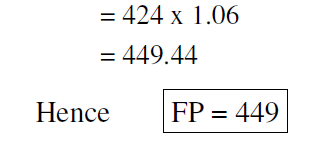 = 424 x 1.06
= 449.44
Hence FP = 449